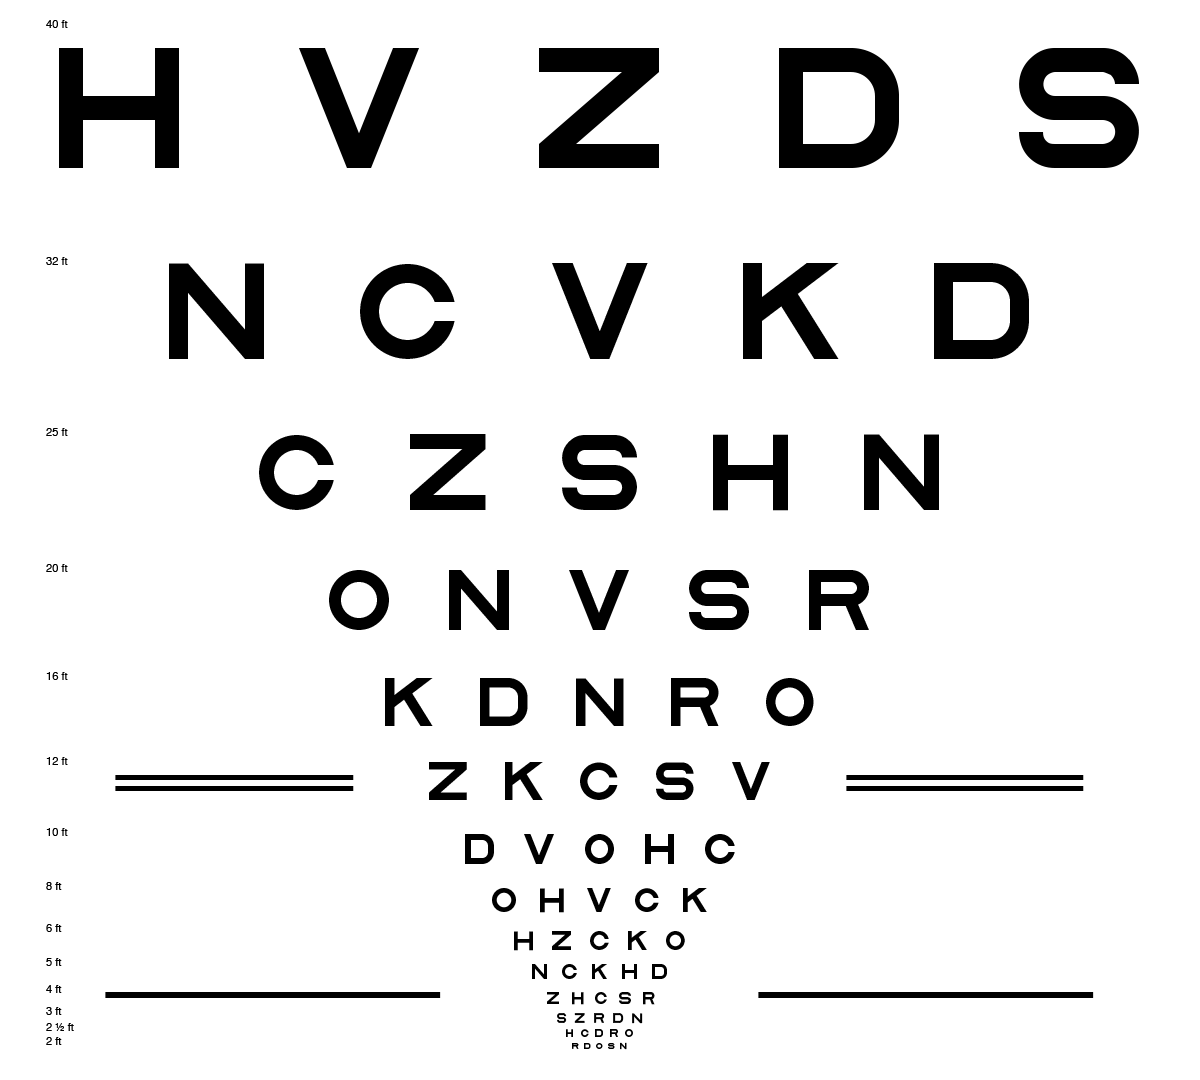 40 ft
H V Z D S
32 ft
N C V K D
25 ft
C Z S H N
20 ft
O N V S R
16 ft
K D N R O
12 ft
Z K C S V
10 ft
D V O H C
8 ft
O H V C K
6 ft
H Z C K O
5 ft
N C K H D
4 ft
Z H C S R
3 ft
S Z R D N
2 ½ ft
H C D R O
2 ft
R D O S N